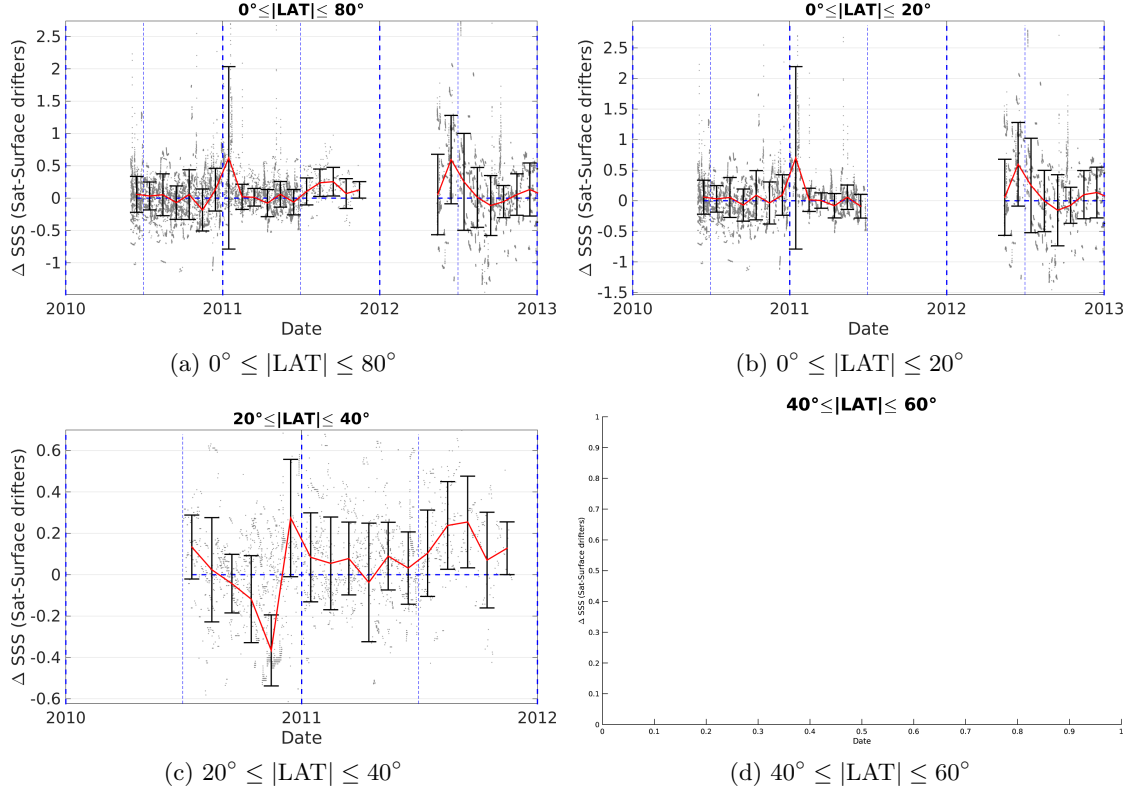 0°≤|LAT|≤ 80°
Δ SSS (Sat-Surface drifters)
2.5
2
1.5
1
0.5
0
-0.5
-1
2010 2011 2012 2013
Date
(a) 0° ≤ |LAT| ≤ 80°
0°≤|LAT|≤ 20°
Δ SSS (Sat-Surface drifters)
2.5
2
1.5
1
0.5
0
-0.5
-1
-1.5
2010 2011 2012 2013
Date
(b) 0° ≤ |LAT| ≤ 20°
20°≤|LAT|≤ 40°
Δ SSS (Sat-Surface drifters)
0.6
0.4
0.2
0
-0.2
-0.4
-0.6
2010 2011 2012
Date
(c) 20° ≤ |LAT| ≤ 40°
40°≤|LAT|≤ 60°
Δ SSS (Sat-Surface drifters)
1
0.9
0.8
0.7
0.6
0.5
0.4
0.3
0.2
0.1
0
0 0.1 0.2 0.3 0.4 0.5 0.6 0.7 0.8 0.9 1
Date
(d) 40° ≤ |LAT| ≤ 60°